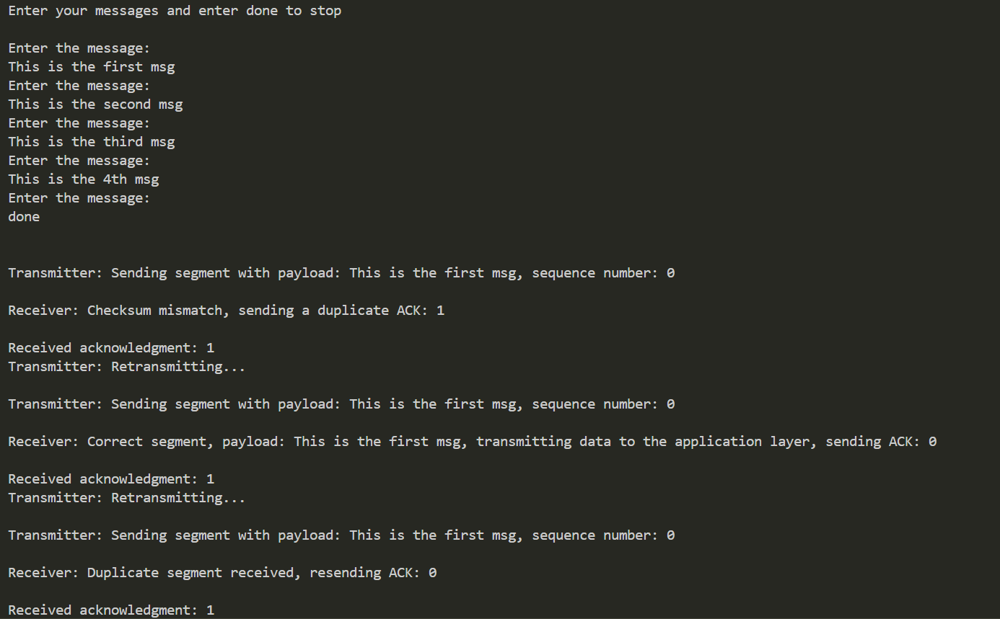 Enter your messages and enter done to stop
Enter the message:
This is the first msg
Enter the message:
This is the second msg
Enter the message:
This is the third msg
Enter the message:
This is the 4th msg
Enter the message:
done
Transmitter: Sending segment with payload: This is the first msg, sequence number: 0
Receiver: Checksum mismatch, sending a duplicate ACK: 1
Received acknowledgment: 1
Transmitter: Retransmitting...
Transmitter: Sending segment with payload: This is the first msg, sequence number: 0
Receiver: Correct segment, payload: This is the first msg, transmitting data to the application layer, sending ACK: 0
Received acknowledgment: 1
Transmitter: Retransmitting...
Transmitter: Sending segment with payload: This is the first msg, sequence number: 0
Receiver: Duplicate segment received, resending ACK: 0
Received acknowledgment: 1